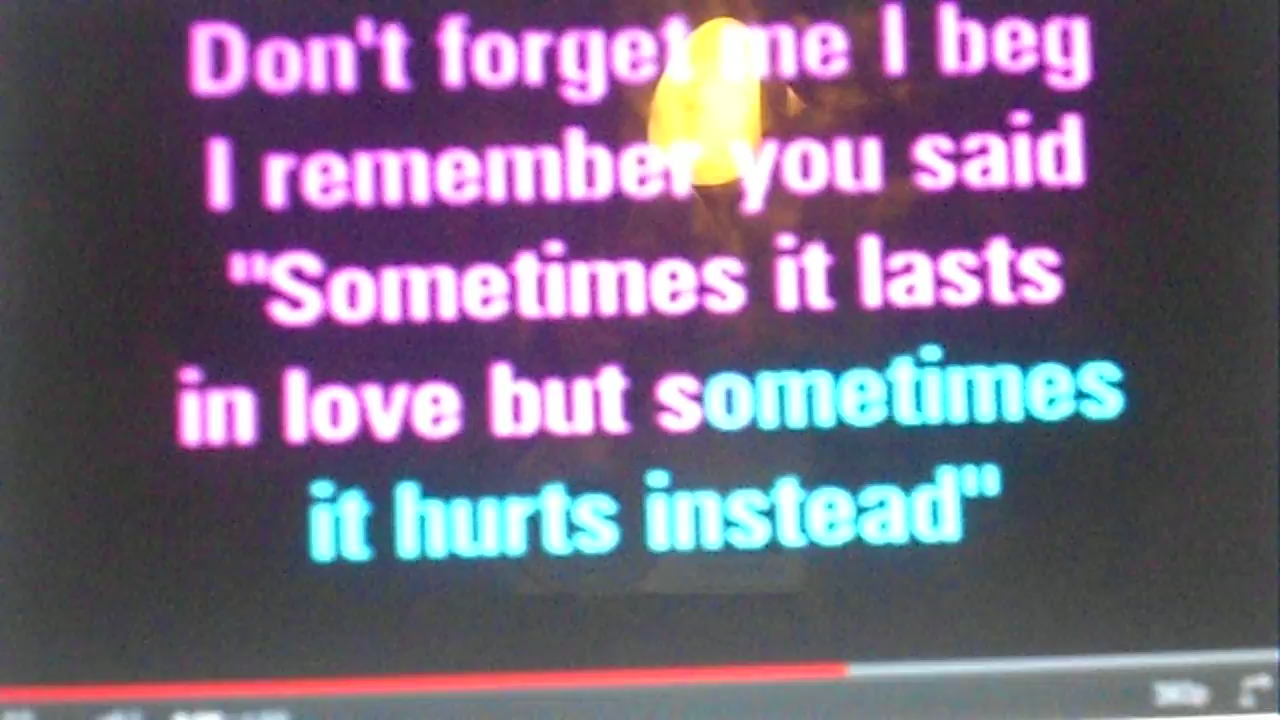 Don't forget me I beg
I remember you said
"Sometimes it lasts
in love but sometimes
it hurts instead"